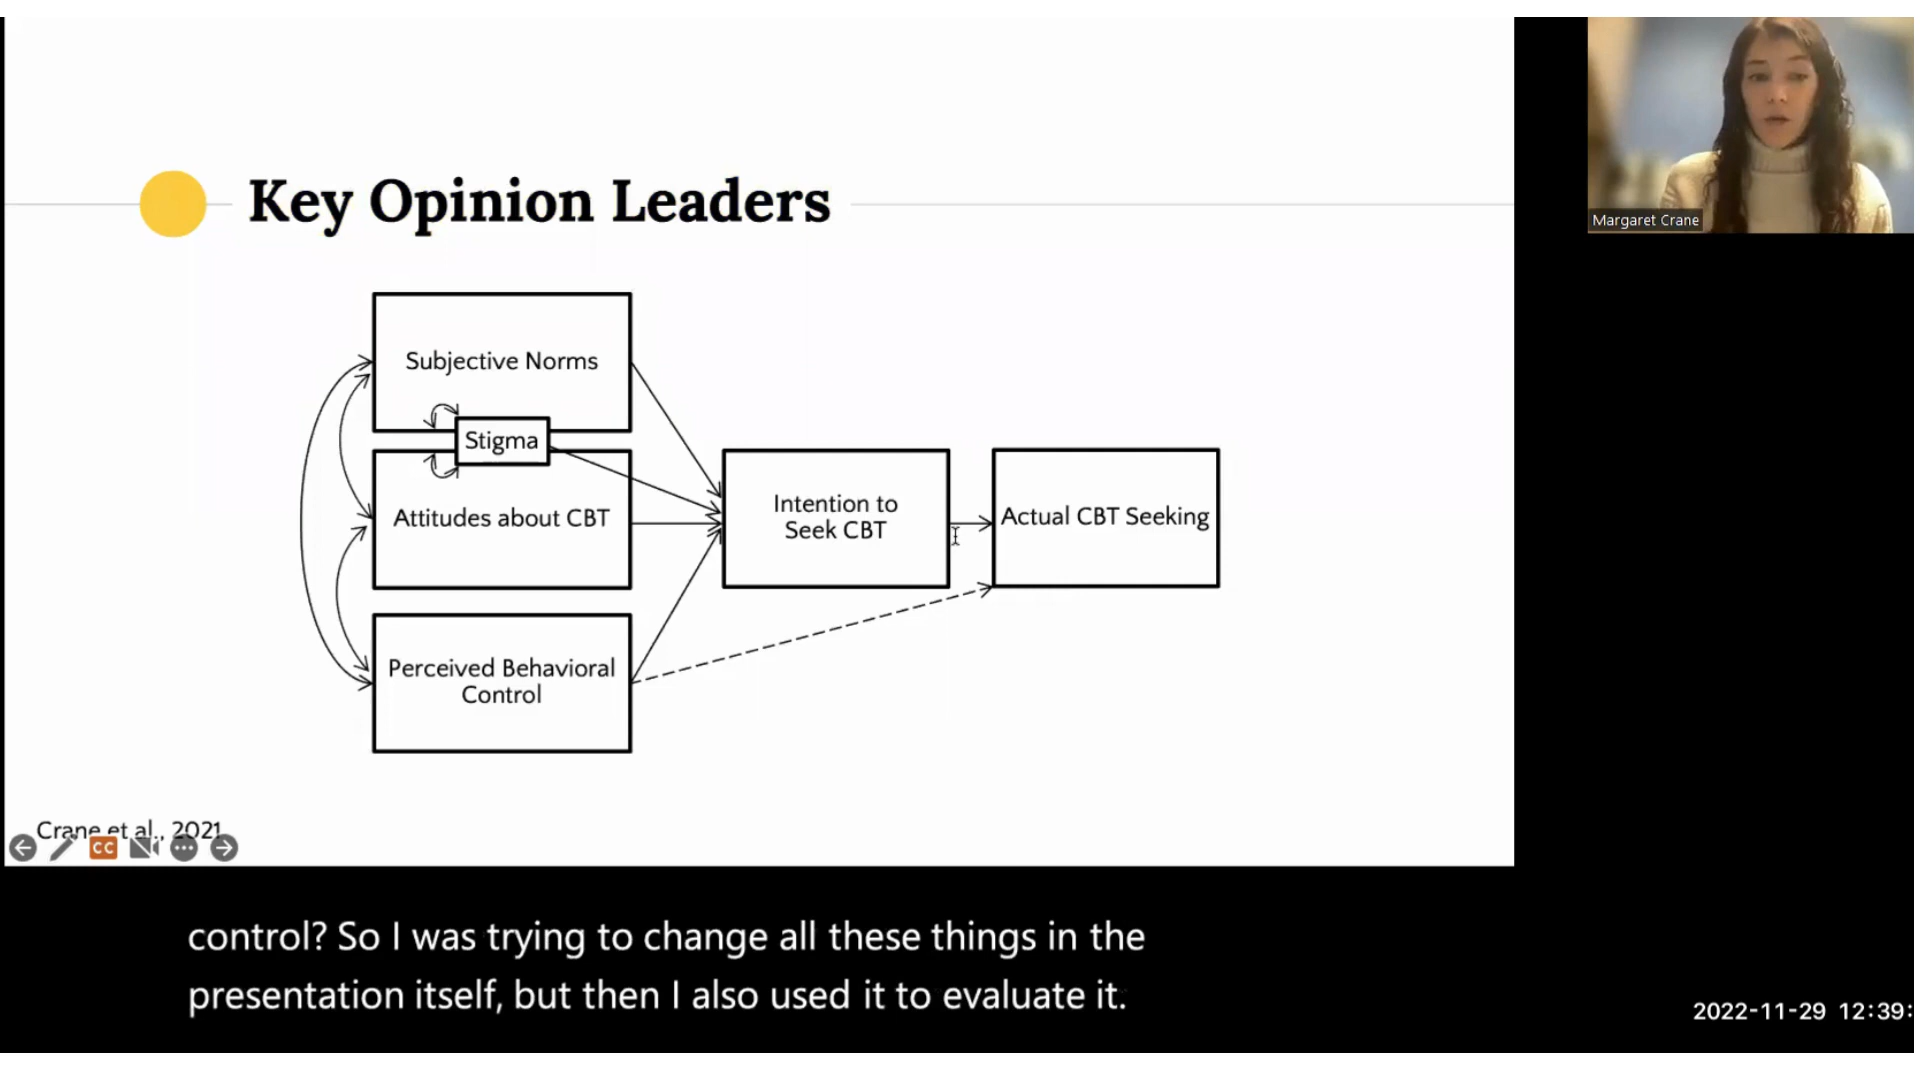 Key Opinion Leaders
Margaret Crane
Subjective Norms
Stigma
Attitudes about CBT
Perceived Behavioral
Control
Intention to
Seek CBT
Actual CBT Seeking
Crane et al., 2021
CC
control? So I was trying to change all these things in the
presentation itself, but then I also used it to evaluate it.
2022-11-29 12:39: